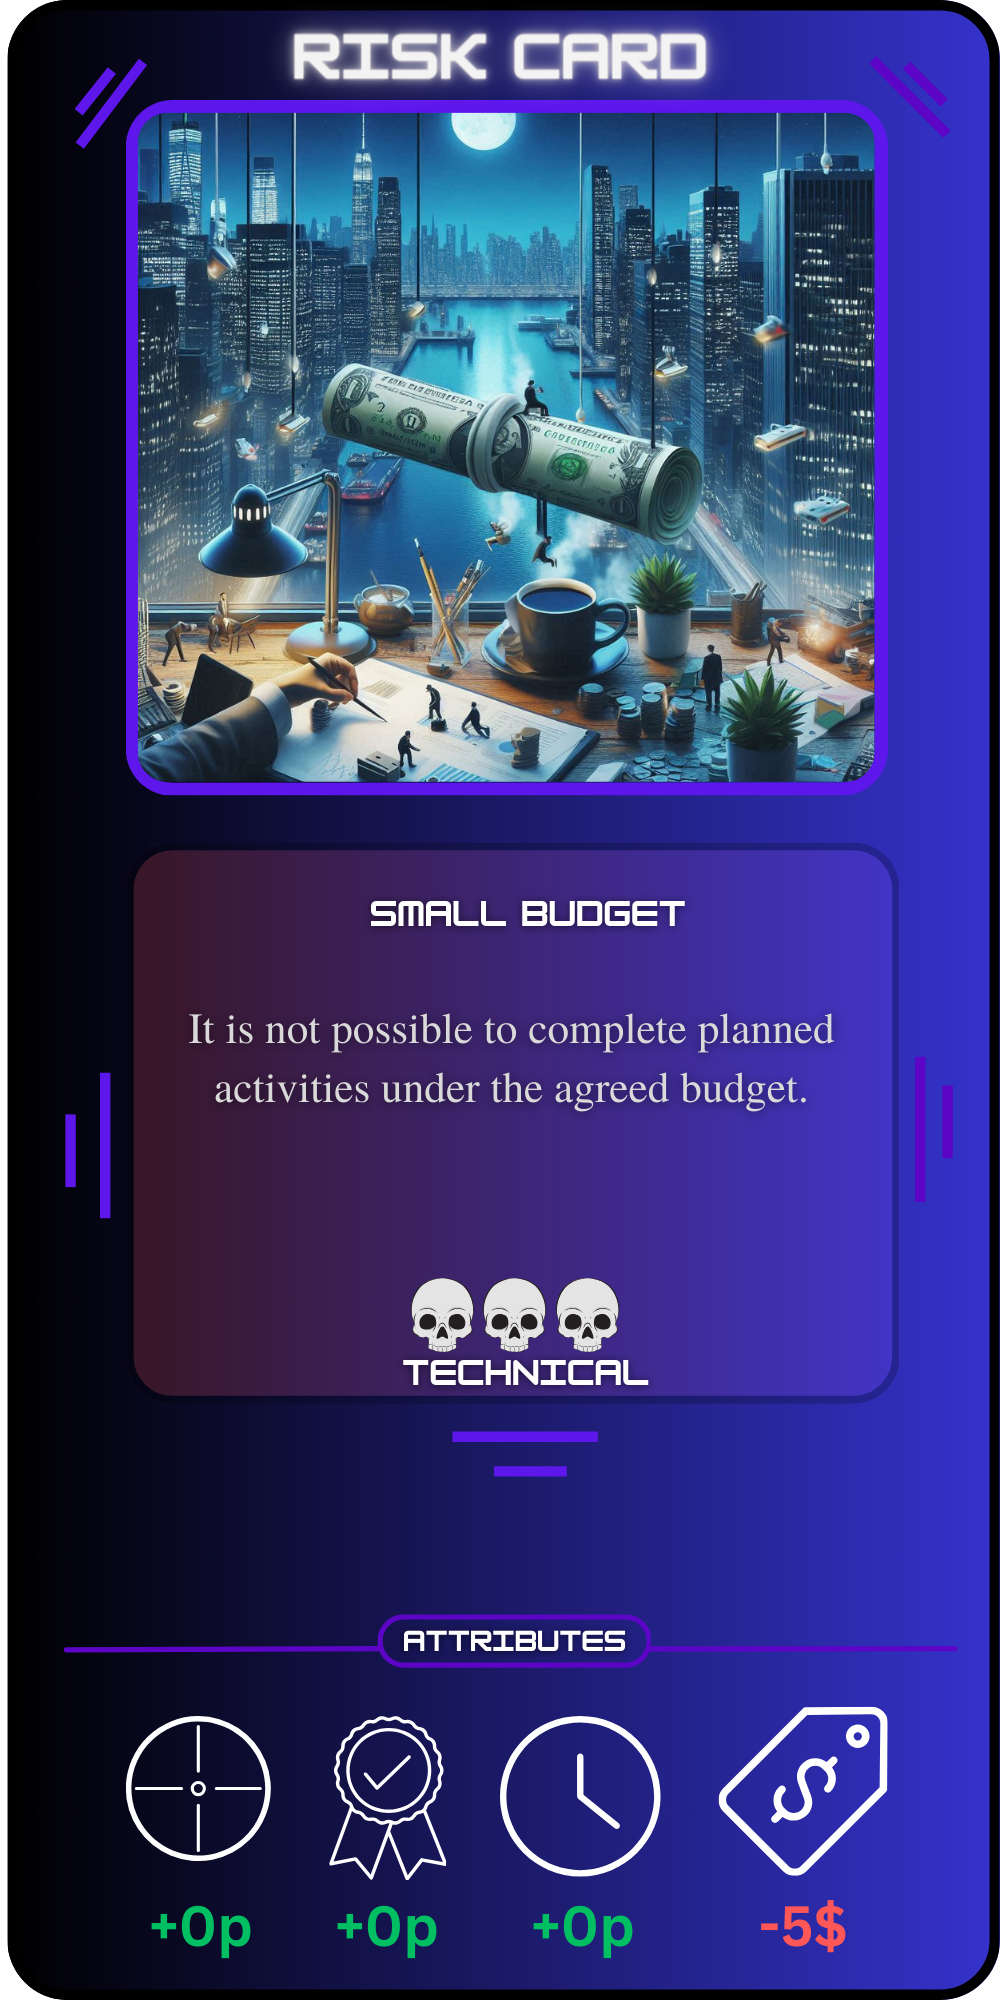 RISK CARD
SMALL BUDGET
It is not possible to complete planned
activities under the agreed budget.
TECHNICAL
ATTRIBUTES
+0p +0p +0p -5$